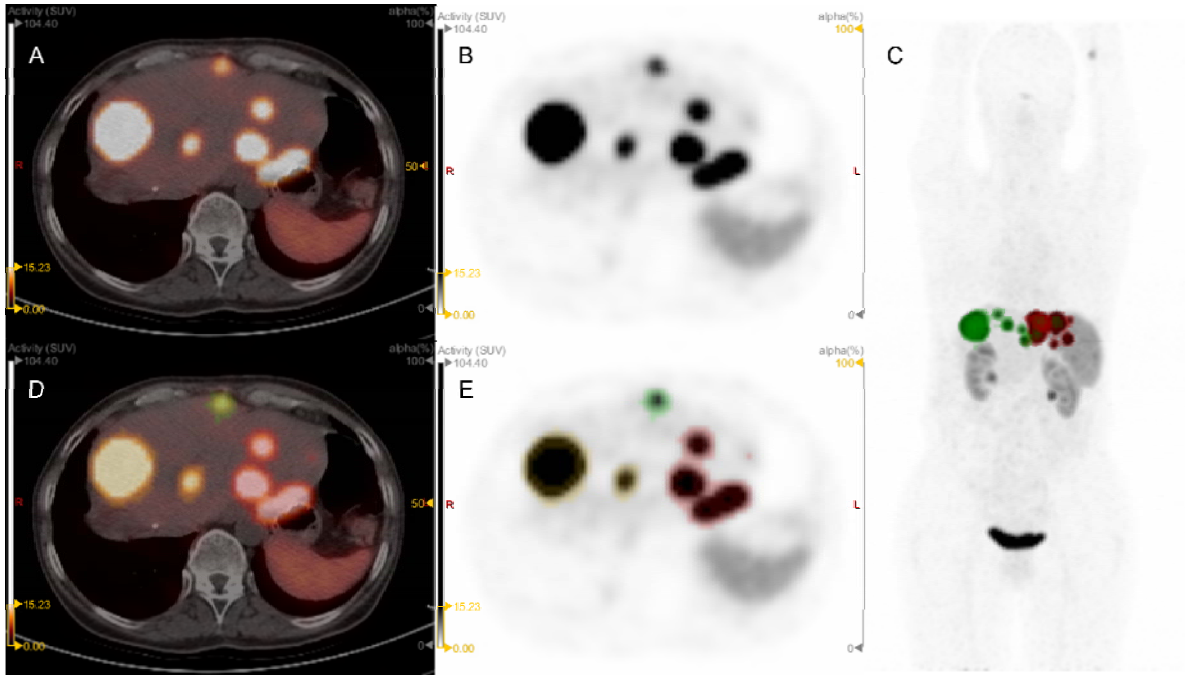 Activity (SUV)
104.40
A
15.23
0.00
R
alpha(%)
100
50
0
Activity (SUV)
104.40
B
15.23
0.00
R
L
alpha(%)
100
0
C
Activity (SUV)
104.40
D
15.23
0.00
R
alpha(%)
100
50
0
Activity (SUV)
104.40
E
15.23
0.00
R
L
alpha(%)
100
0